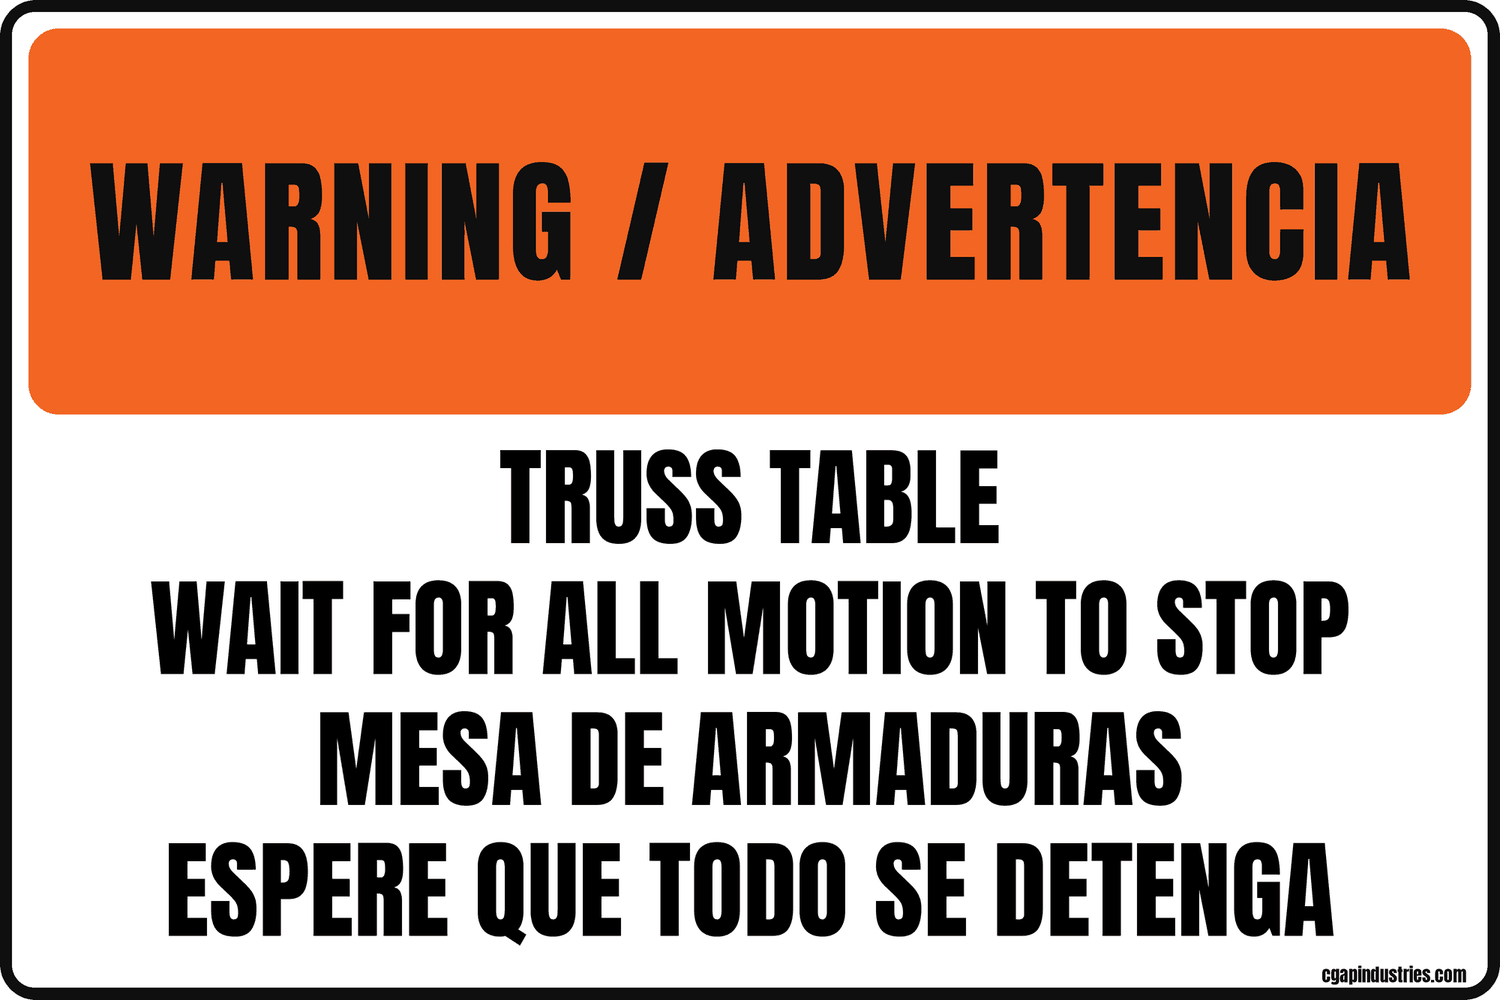 WARNING / ADVERTENCIA
TRUSS TABLE
WAIT FOR ALL MOTION TO STOP
MESA DE ARMADURAS
ESPERE QUE TODO SE DETENGA
cgapindustries.com